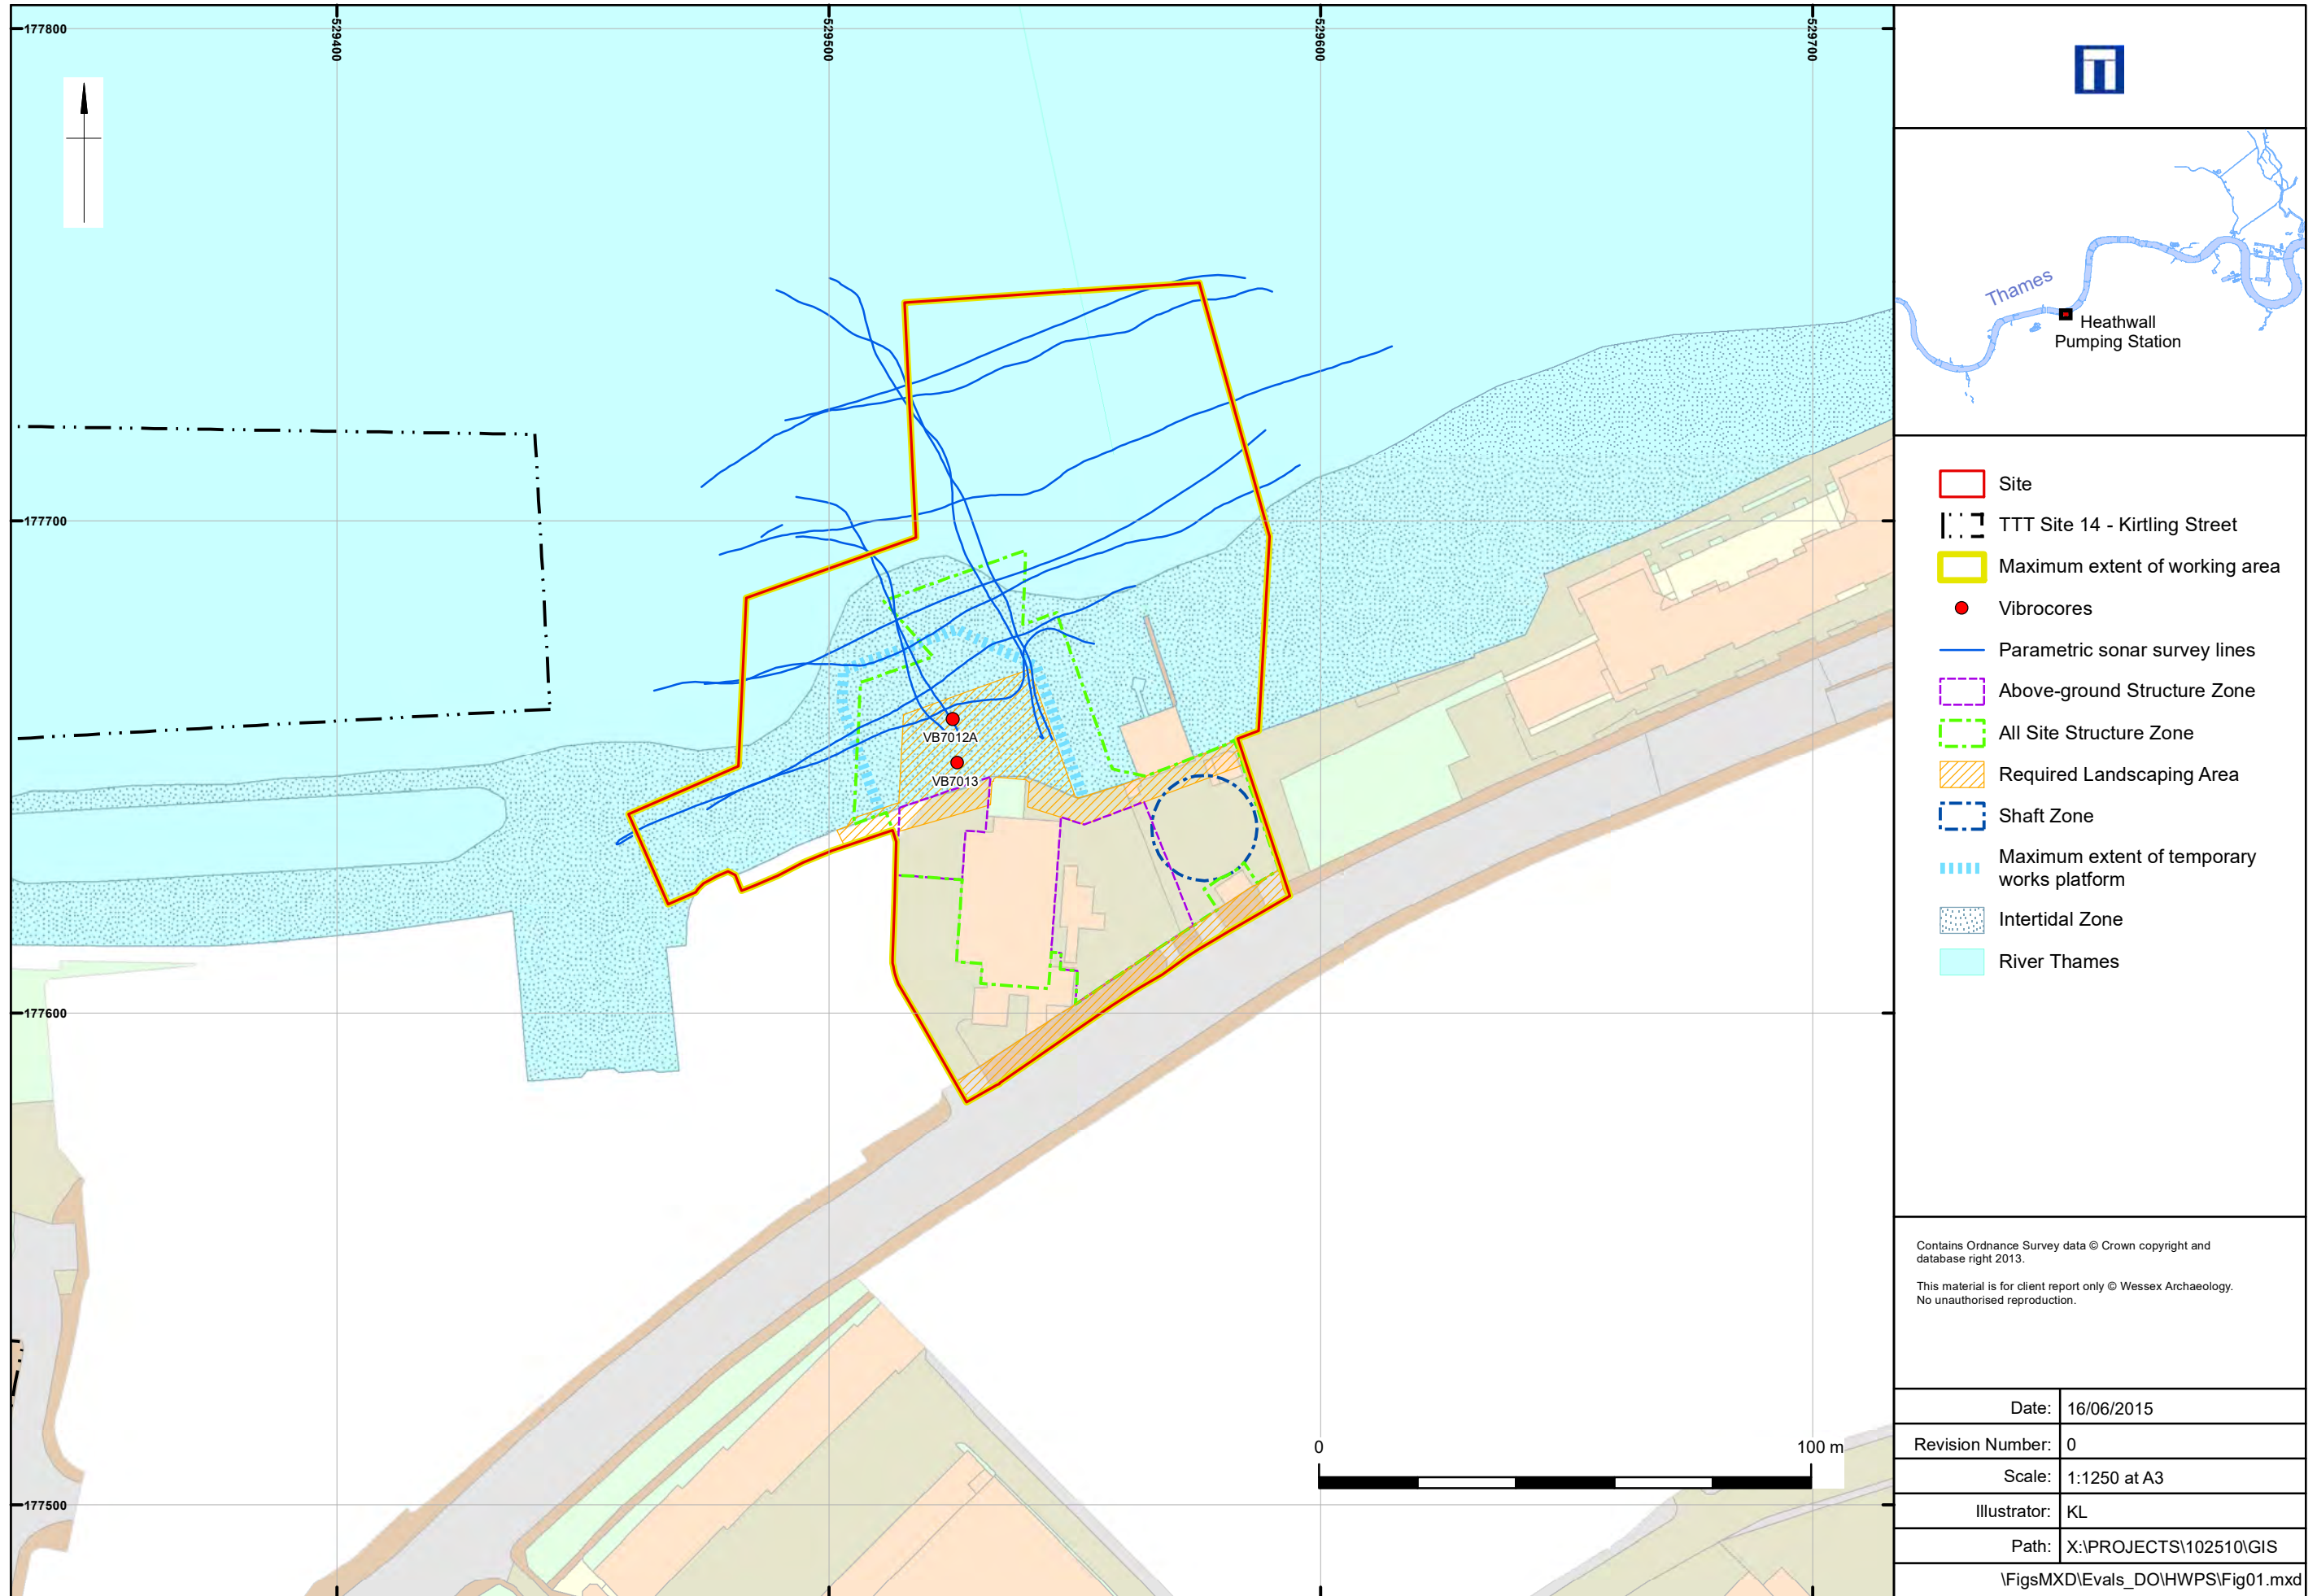 529400
529500
529600
529700
177800
177700
177600
177500
VB7012A
VB7013
0
100 m
Thames
Heathwall
Pumping Station
Site
TTT Site 14 - Kirtling Street
Maximum extent of working area
Vibrocores
Parametric sonar survey lines
Above-ground Structure Zone
All Site Structure Zone
Required Landscaping Area
Shaft Zone
Maximum extent of temporary
works platform
Intertidal Zone
River Thames
Contains Ordnance Survey data © Crown copyright and
database right 2013.
This material is for client report only © Wessex Archaeology.
No unauthorised reproduction.
Date: 16/06/2015
Revision Number: 0
Scale: 1:1250 at A3
Illustrator: KL
Path: X:\PROJECTS\102510\GIS
\FigsMXD\Evals_DO\HWPS\Fig01.mxd